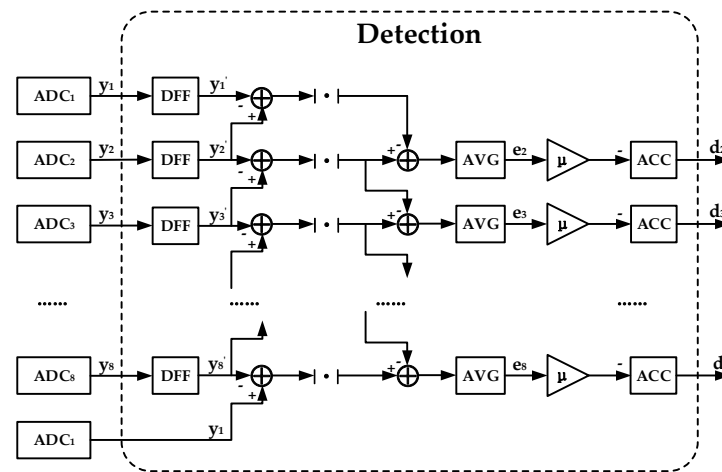 Detection
ADC1 y1 DFF y1' - + | · | -
ADC2 y2 DFF y2' - + | · | + AVG e2 μ - ACC d2
- 
ADC3 y3 DFF y3' - + | · | + AVG e3 μ - ACC
...... ...... ...... ......
-
ADC8 y8 DFF y8' - + | · | + AVG e8 μ - ACC
ADC1 y1